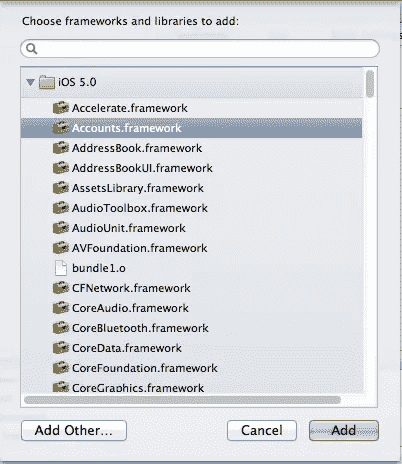 Choose frameworks and libraries to add:
iOS 5.0
Accelerate.framework
Accounts.framework
AddressBook.framework
AddressBookUI.framework
AssetsLibrary.framework
AudioToolbox.framework
AudioUnit.framework
AVFoundation.framework
bundle1.o
CFNetwork.framework
CoreAudio.framework
CoreBluetooth.framework
CoreData.framework
CoreFoundation.framework
CoreGraphics.framework
Add Other... Cancel Add